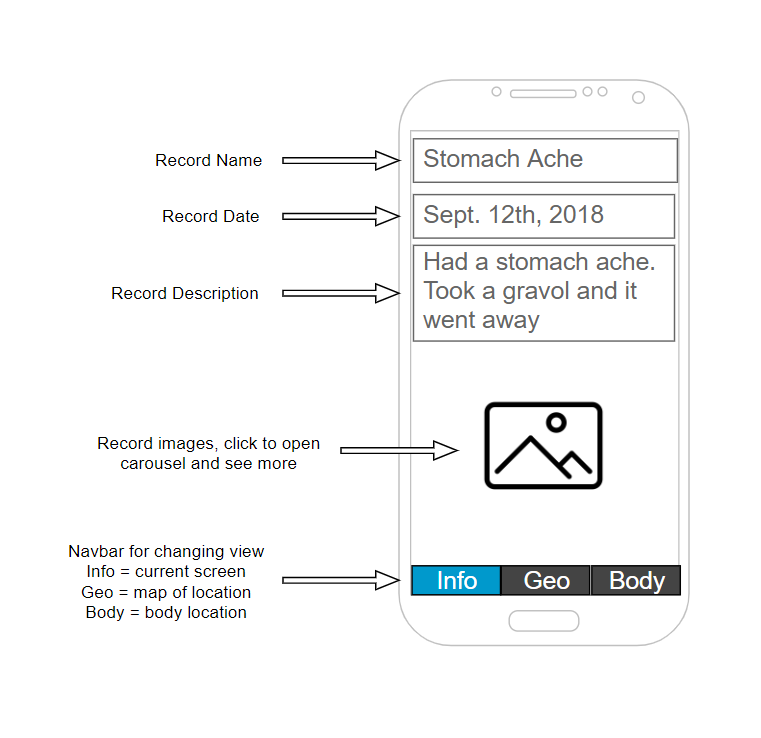 Record Name
Stomach Ache
Record Date
Sept. 12th, 2018
Record Description
Had a stomach ache.
Took a gravol and it
went away
Record images, click to open
carousel and see more
Navbar for changing view
Info = current screen
Geo = map of location
Body = body location
Info Geo Body